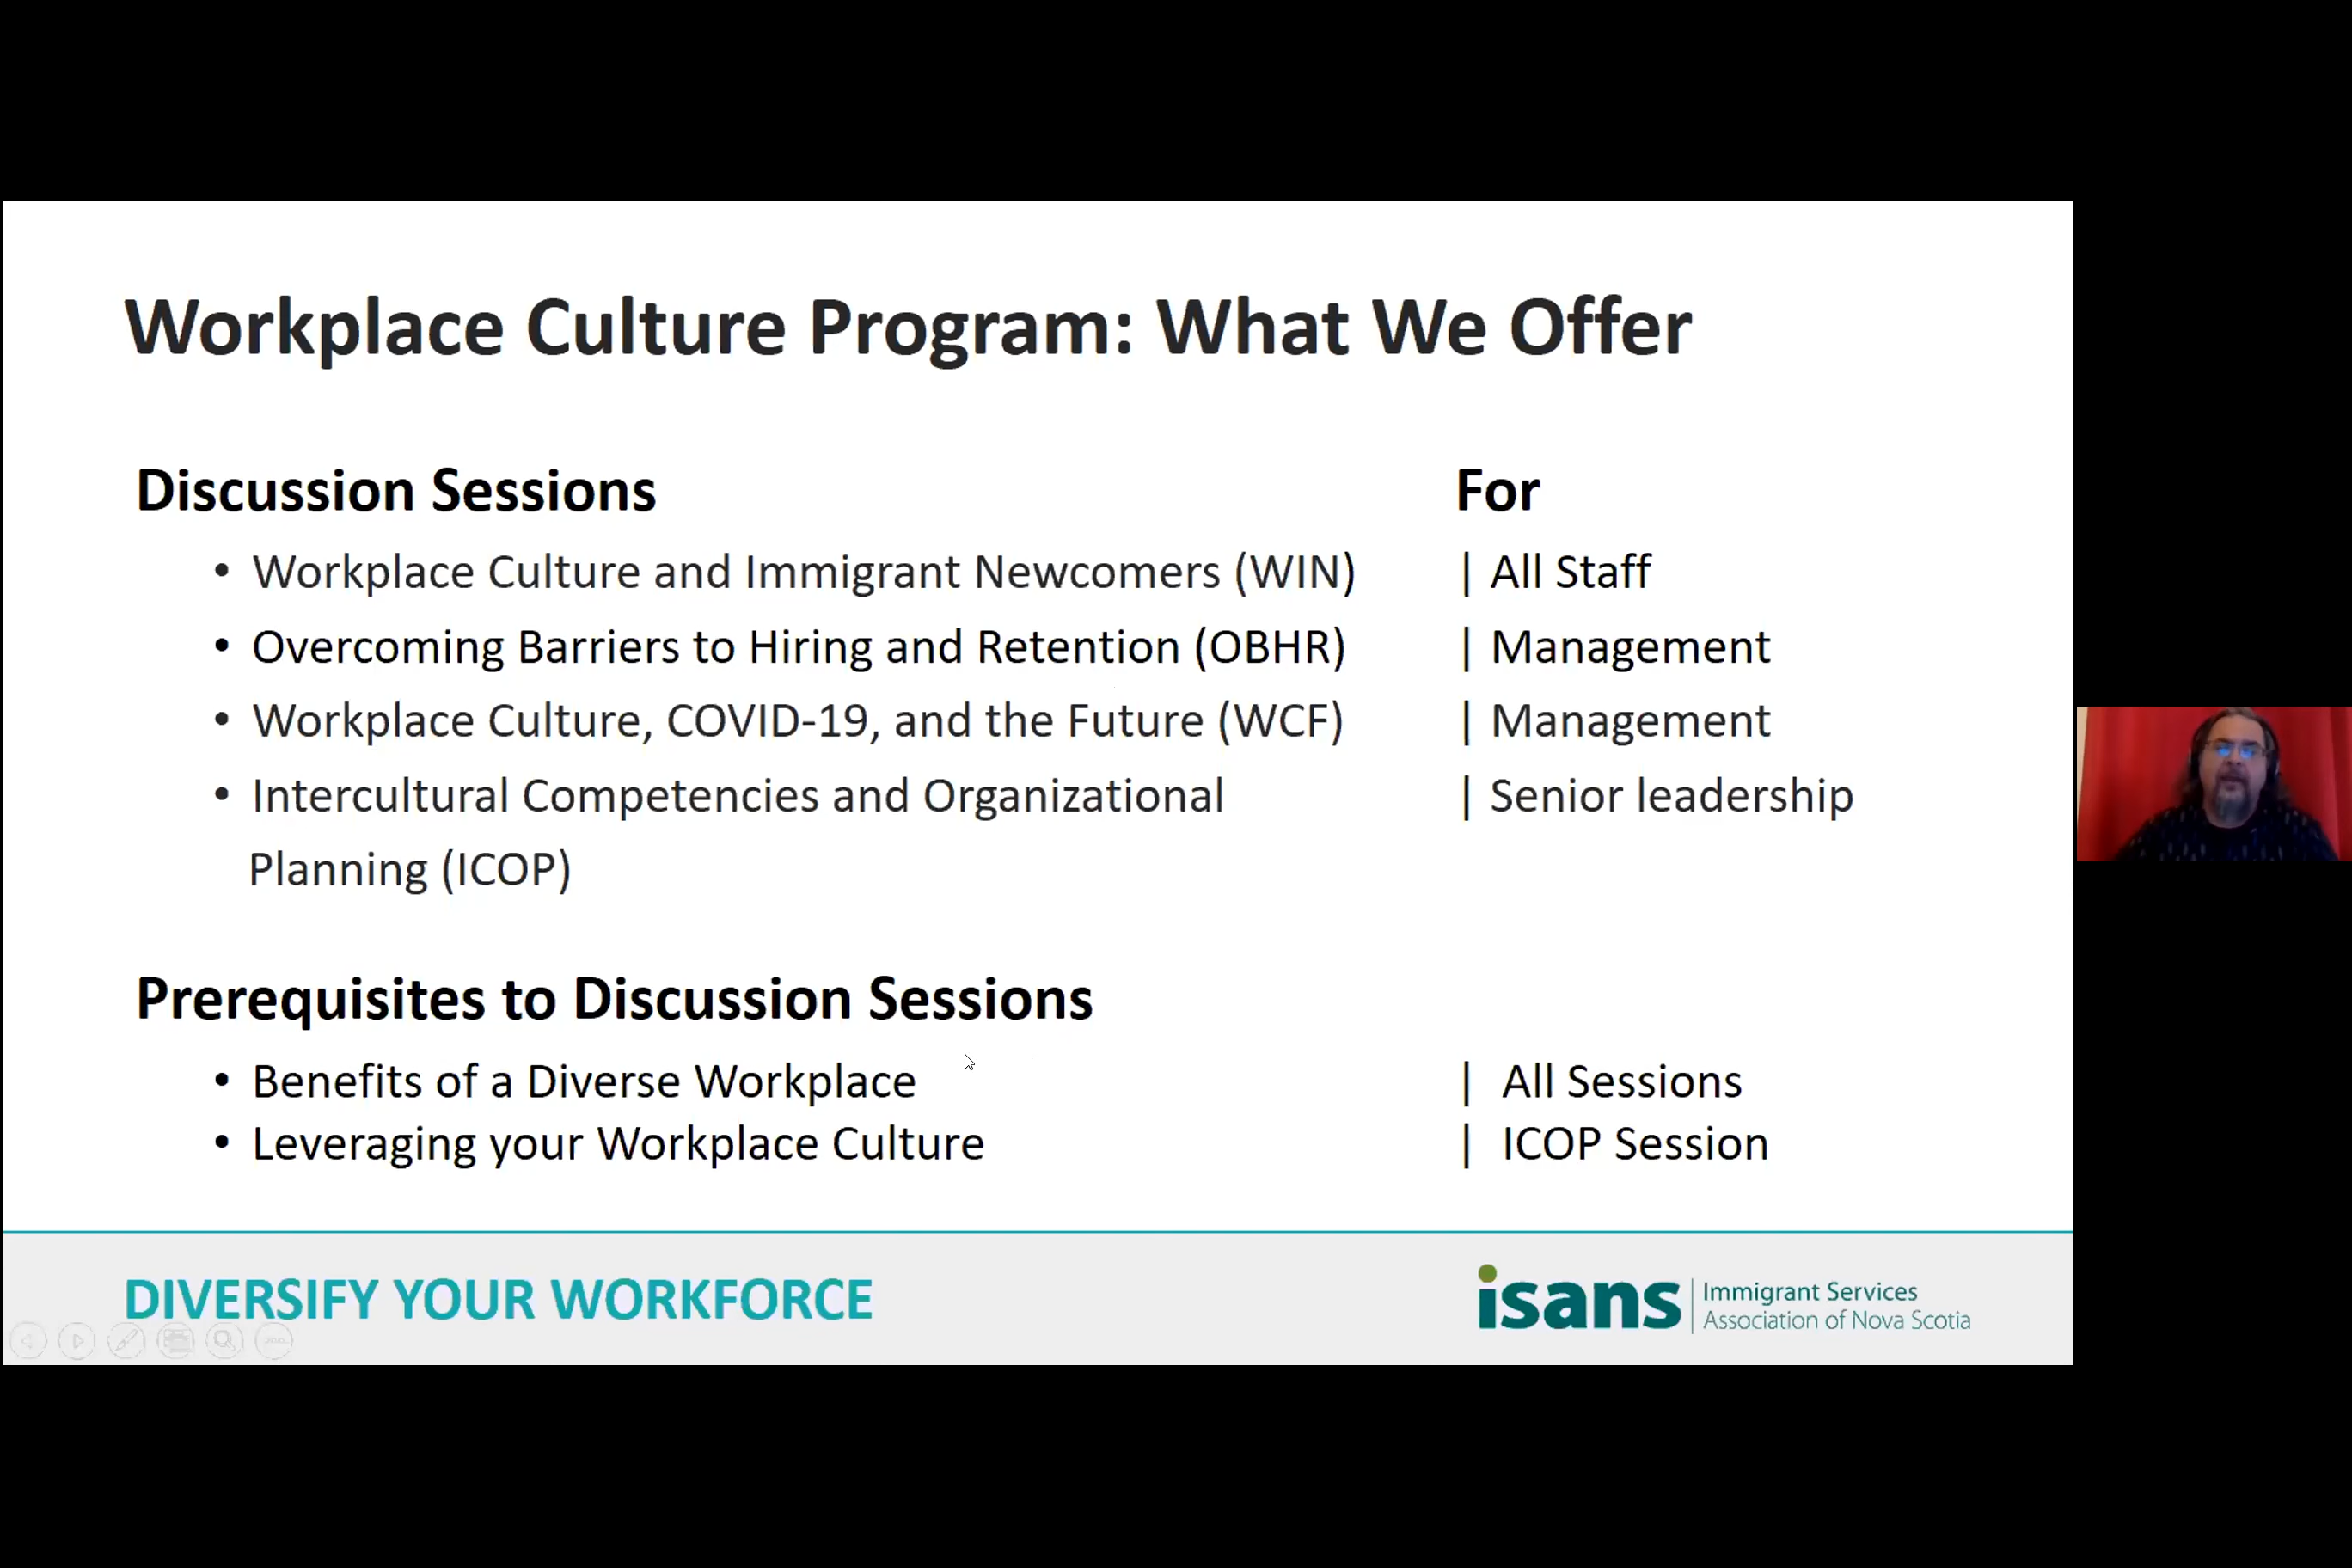 Workplace Culture Program: What We Offer
Discussion Sessions For
• Workplace Culture and Immigrant Newcomers (WIN) | All Staff
• Overcoming Barriers to Hiring and Retention (OBHR) | Management
• Workplace Culture, COVID-19, and the Future (WCF) | Management
• Intercultural Competencies and Organizational | Senior leadership
Planning (ICOP)
Prerequisites to Discussion Sessions
• Benefits of a Diverse Workplace | All Sessions
• Leveraging your Workplace Culture | ICOP Session
DIVERSIFY YOUR WORKFORCE
isans
Immigrant Services
Association of Nova Scotia